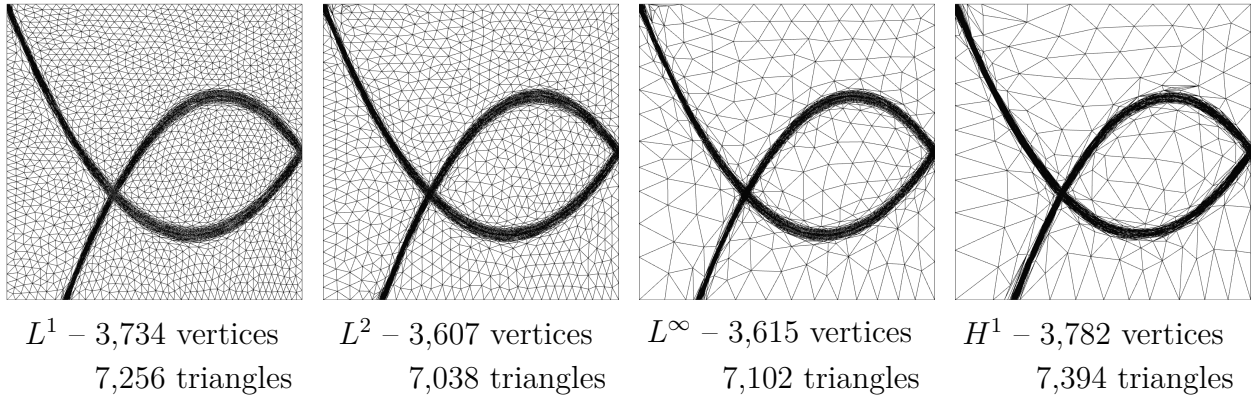 L¹ – 3,734 vertices
7,256 triangles
L² – 3,607 vertices
7,038 triangles
L∞ – 3,615 vertices
7,102 triangles
H¹ – 3,782 vertices
7,394 triangles